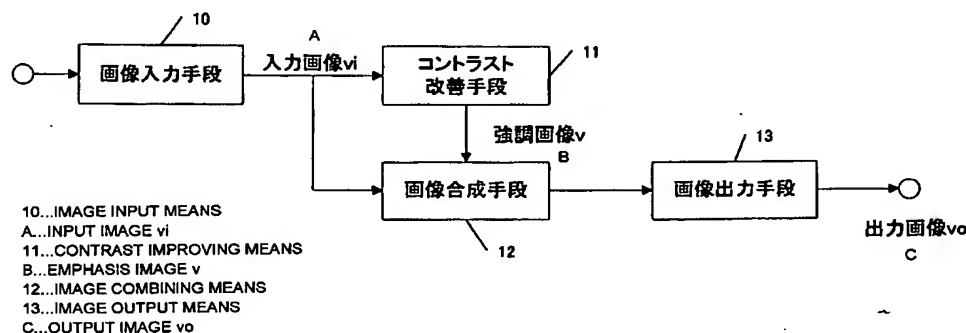 10
A
画像入力手段
入力画像vi
コントラスト
改善手段
11
強調画像v
B
13
画像合成手段
画像出力手段
12
出力画像vo
C
10...IMAGE INPUT MEANS
A...INPUT IMAGE vi
11...CONTRAST IMPROVING MEANS
B...EMPHASIS IMAGE v
12...IMAGE COMBINING MEANS
13...IMAGE OUTPUT MEANS
C...OUTPUT IMAGE vo